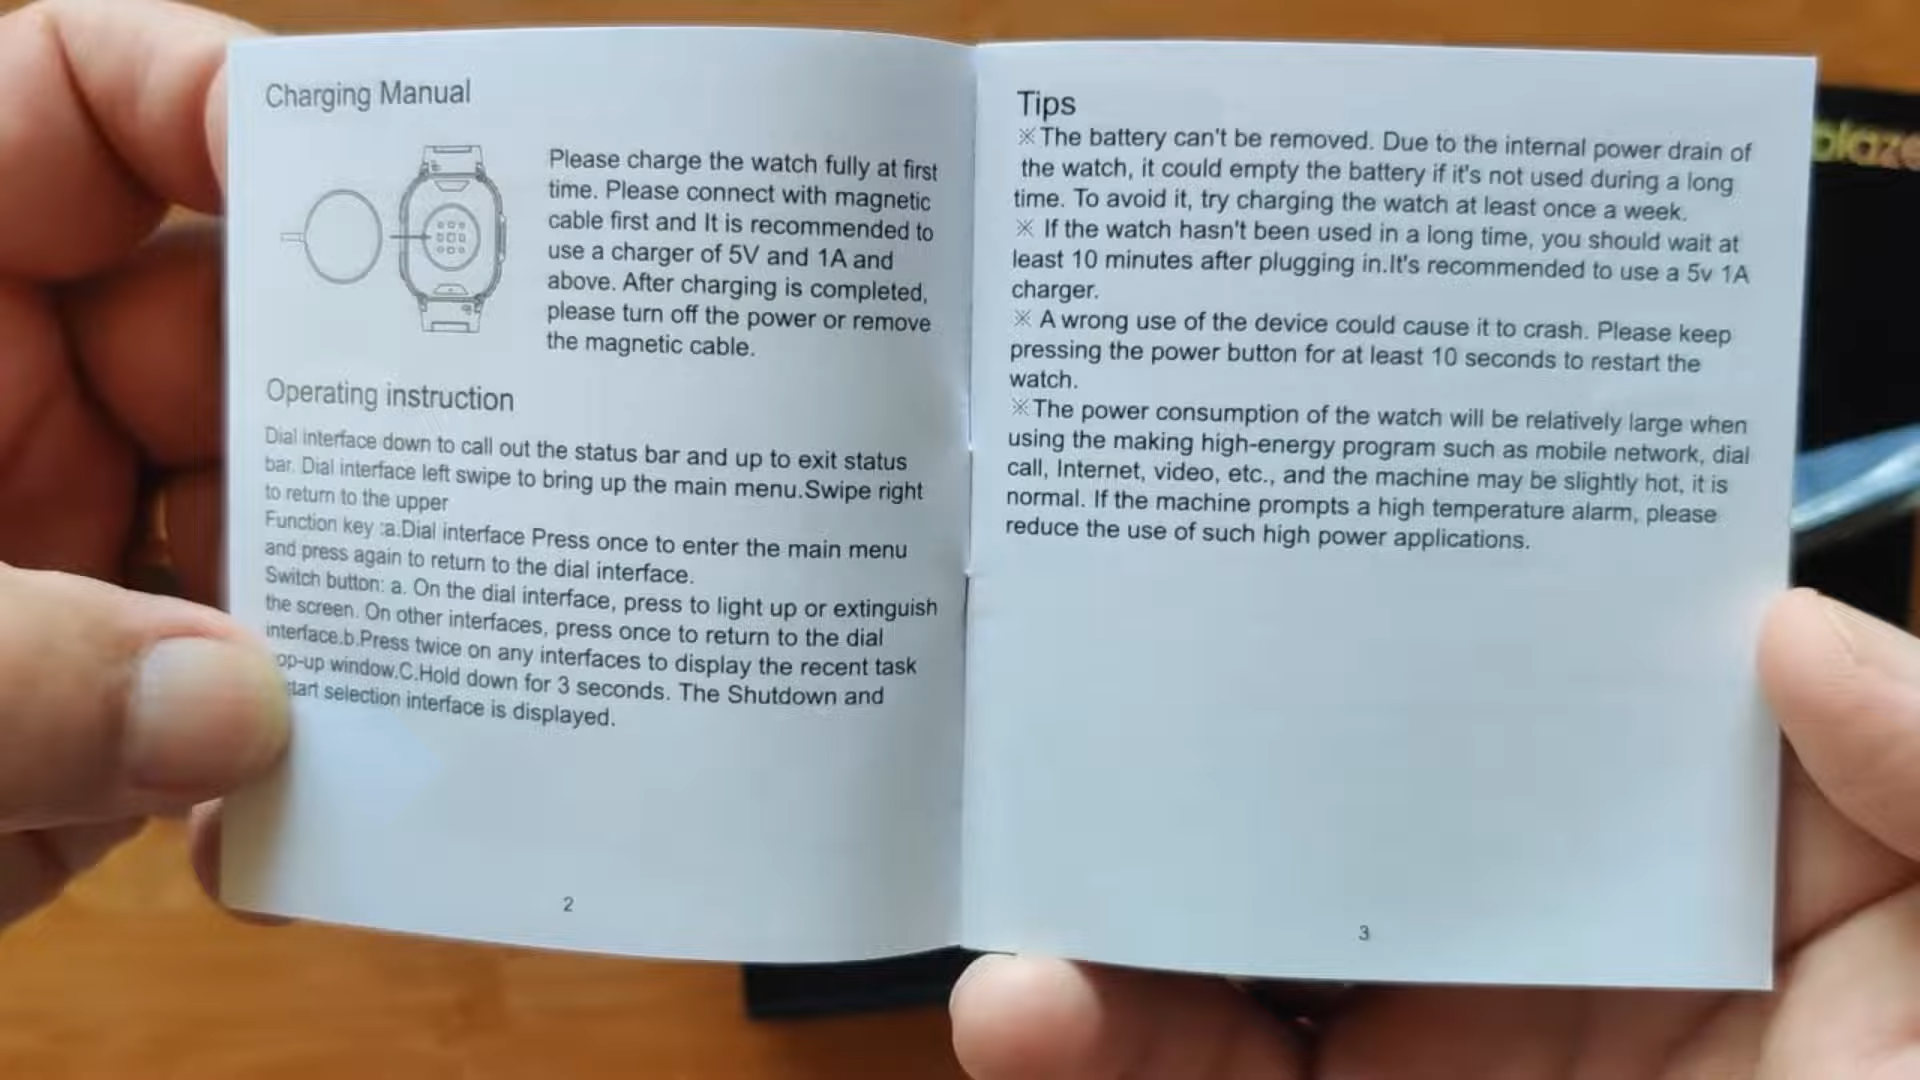 Charging Manual
Please charge the watch fully at first
time. Please connect with magnetic
cable first and It is recommended to
use a charger of 5V and 1A and
above. After charging is completed,
please turn off the power or remove
the magnetic cable.
Operating instruction
Dial interface down to call out the status bar and up to exit status
bar. Dial interface left swipe to bring up the main menu.Swipe right
to return to the upper
Function key :a.Dial interface Press once to enter the main menu
and press again to return to the dial interface.
Switch button: a. On the dial interface, press to light up or extinguish
the screen. On other interfaces, press once to return to the dial
interface.b.Press twice on any interfaces to display the recent task
op-up window.C.Hold down for 3 seconds. The Shutdown and
tart selection interface is displayed.
2
Tips
※The battery can't be removed. Due to the internal power drain of
the watch, it could empty the battery if it's not used during a long
time. To avoid it, try charging the watch at least once a week.
※ If the watch hasn't been used in a long time, you should wait at
least 10 minutes after plugging in.It's recommended to use a 5v 1A
charger.
※ A wrong use of the device could cause it to crash. Please keep
pressing the power button for at least 10 seconds to restart the
watch.
※The power consumption of the watch will be relatively large when
using the making high-energy program such as mobile network, dial
call, Internet, video, etc., and the machine may be slightly hot, it is
normal. If the machine prompts a high temperature alarm, please
reduce the use of such high power applications.
3
blaze